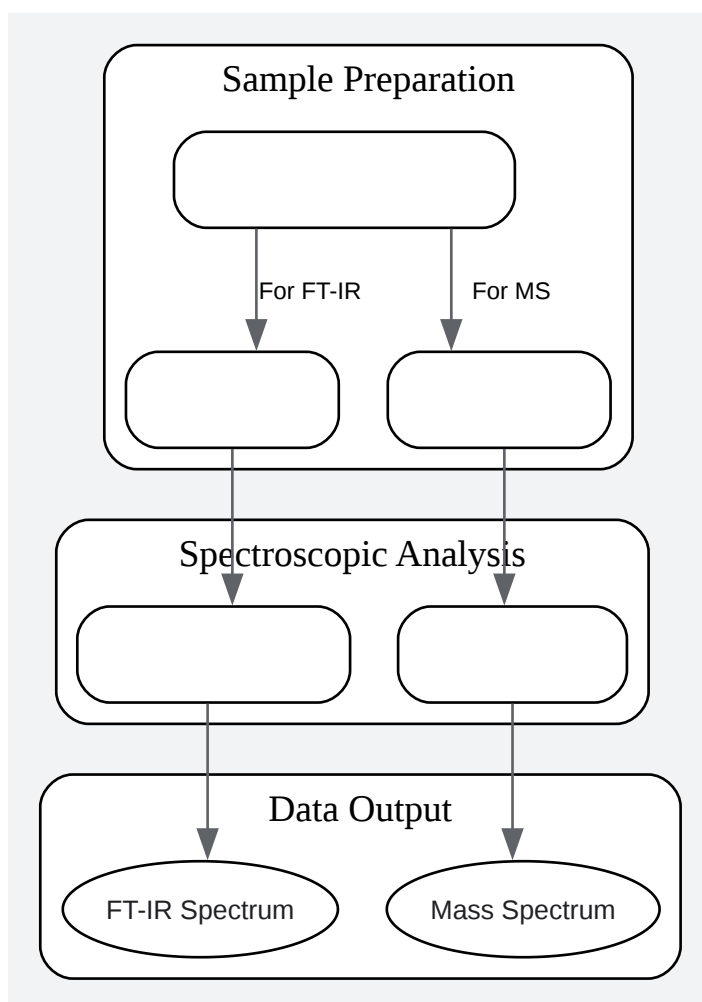 Sample Preparation
For FT-IR
For MS
Spectroscopic Analysis
Data Output
FT-IR Spectrum
Mass Spectrum